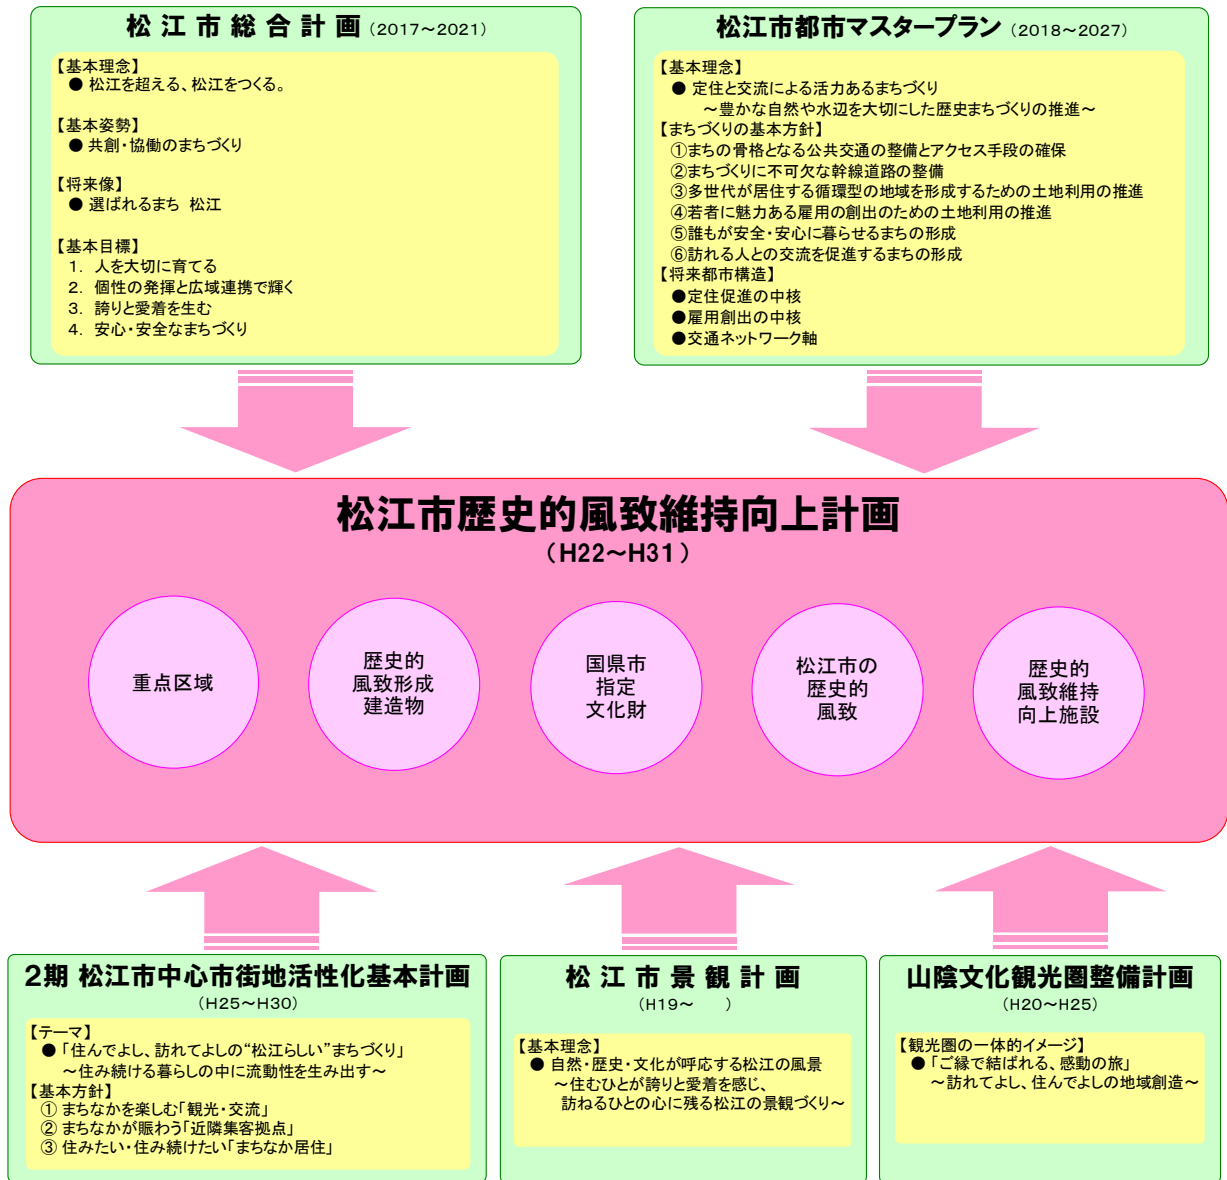 松江市総合計画（2017～2021）
【基本理念】
● 松江を超える、松江をつくる。
【基本姿勢】
● 共創・協働のまちづくり
【将来像】
● 選ばれるまち 松江
【基本目標】
1. 人を大切に育てる
2. 個性の発揮と広域連携で輝く
3. 誇りと愛着を生む
4. 安心・安全なまちづくり
松江市都市マスタープラン（2018～2027）
【基本理念】
● 定住と交流による活力あるまちづくり
～豊かな自然や水辺を大切にした歴史まちづくりの推進～
【まちづくりの基本方針】
①まちの骨格となる公共交通の整備とアクセス手段の確保
②まちづくりに不可欠な幹線道路の整備
③多世代が居住する循環型の地域を形成するための土地利用の推進
④若者に魅力ある雇用の創出のための土地利用の推進
⑤誰もが安全・安心に暮らせるまちの形成
⑥訪れる人との交流を促進するまちの形成
【将来都市構造】
●定住促進の中核
●雇用創出の中核
●交通ネットワーク軸
松江市歴史的風致維持向上計画
（H22～H31）
重点区域
歴史的
風致形成
建造物
国県市
指定
文化財
松江市の
歴史的
風致
歴史的
風致維持
向上施設
2期 松江市中心市街地活性化基本計画
（H25～H30）
【テーマ】
● 「住んでよし、訪れてよしの“松江らしい”まちづくり」
～住み続ける暮らしの中に流動性を生み出す～
【基本方針】
① まちなかを楽しむ「観光・交流」
② まちなかが賑わう「近隣集客拠点」
③ 住みたい・住み続けたい「まちなか居住」
松江市景観計画
（H19～　）
【基本理念】
● 自然・歴史・文化が呼応する松江の風景
～住むひとが誇りと愛着を感じ、
訪ねるひとの心に残る松江の景観づくり～
山陰文化観光圏整備計画
（H20～H25）
【観光圏の一体的イメージ】
● 「ご縁で結ばれる、感動の旅」
～訪れてよし、住んでよしの地域創造～